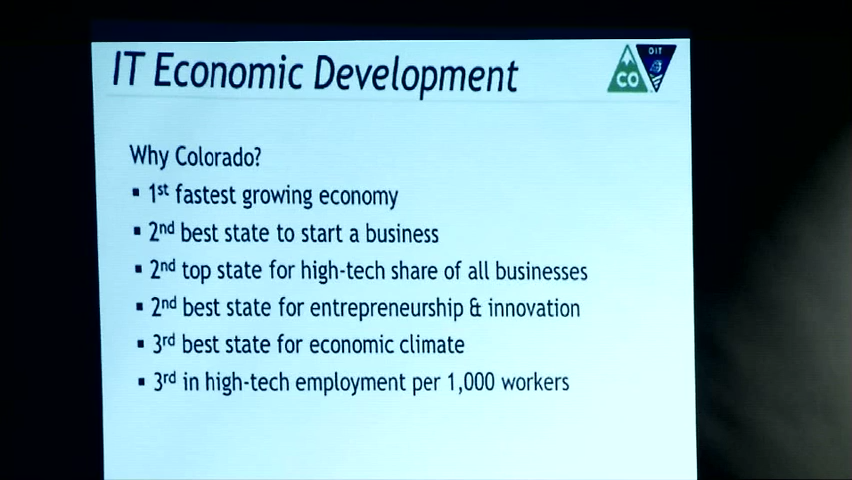 IT Economic Development
CO
OIT
Why Colorado?
▪ 1st fastest growing economy
▪ 2nd best state to start a business
▪ 2nd top state for high-tech share of all businesses
▪ 2nd best state for entrepreneurship & innovation
▪ 3rd best state for economic climate
▪ 3rd in high-tech employment per 1,000 workers